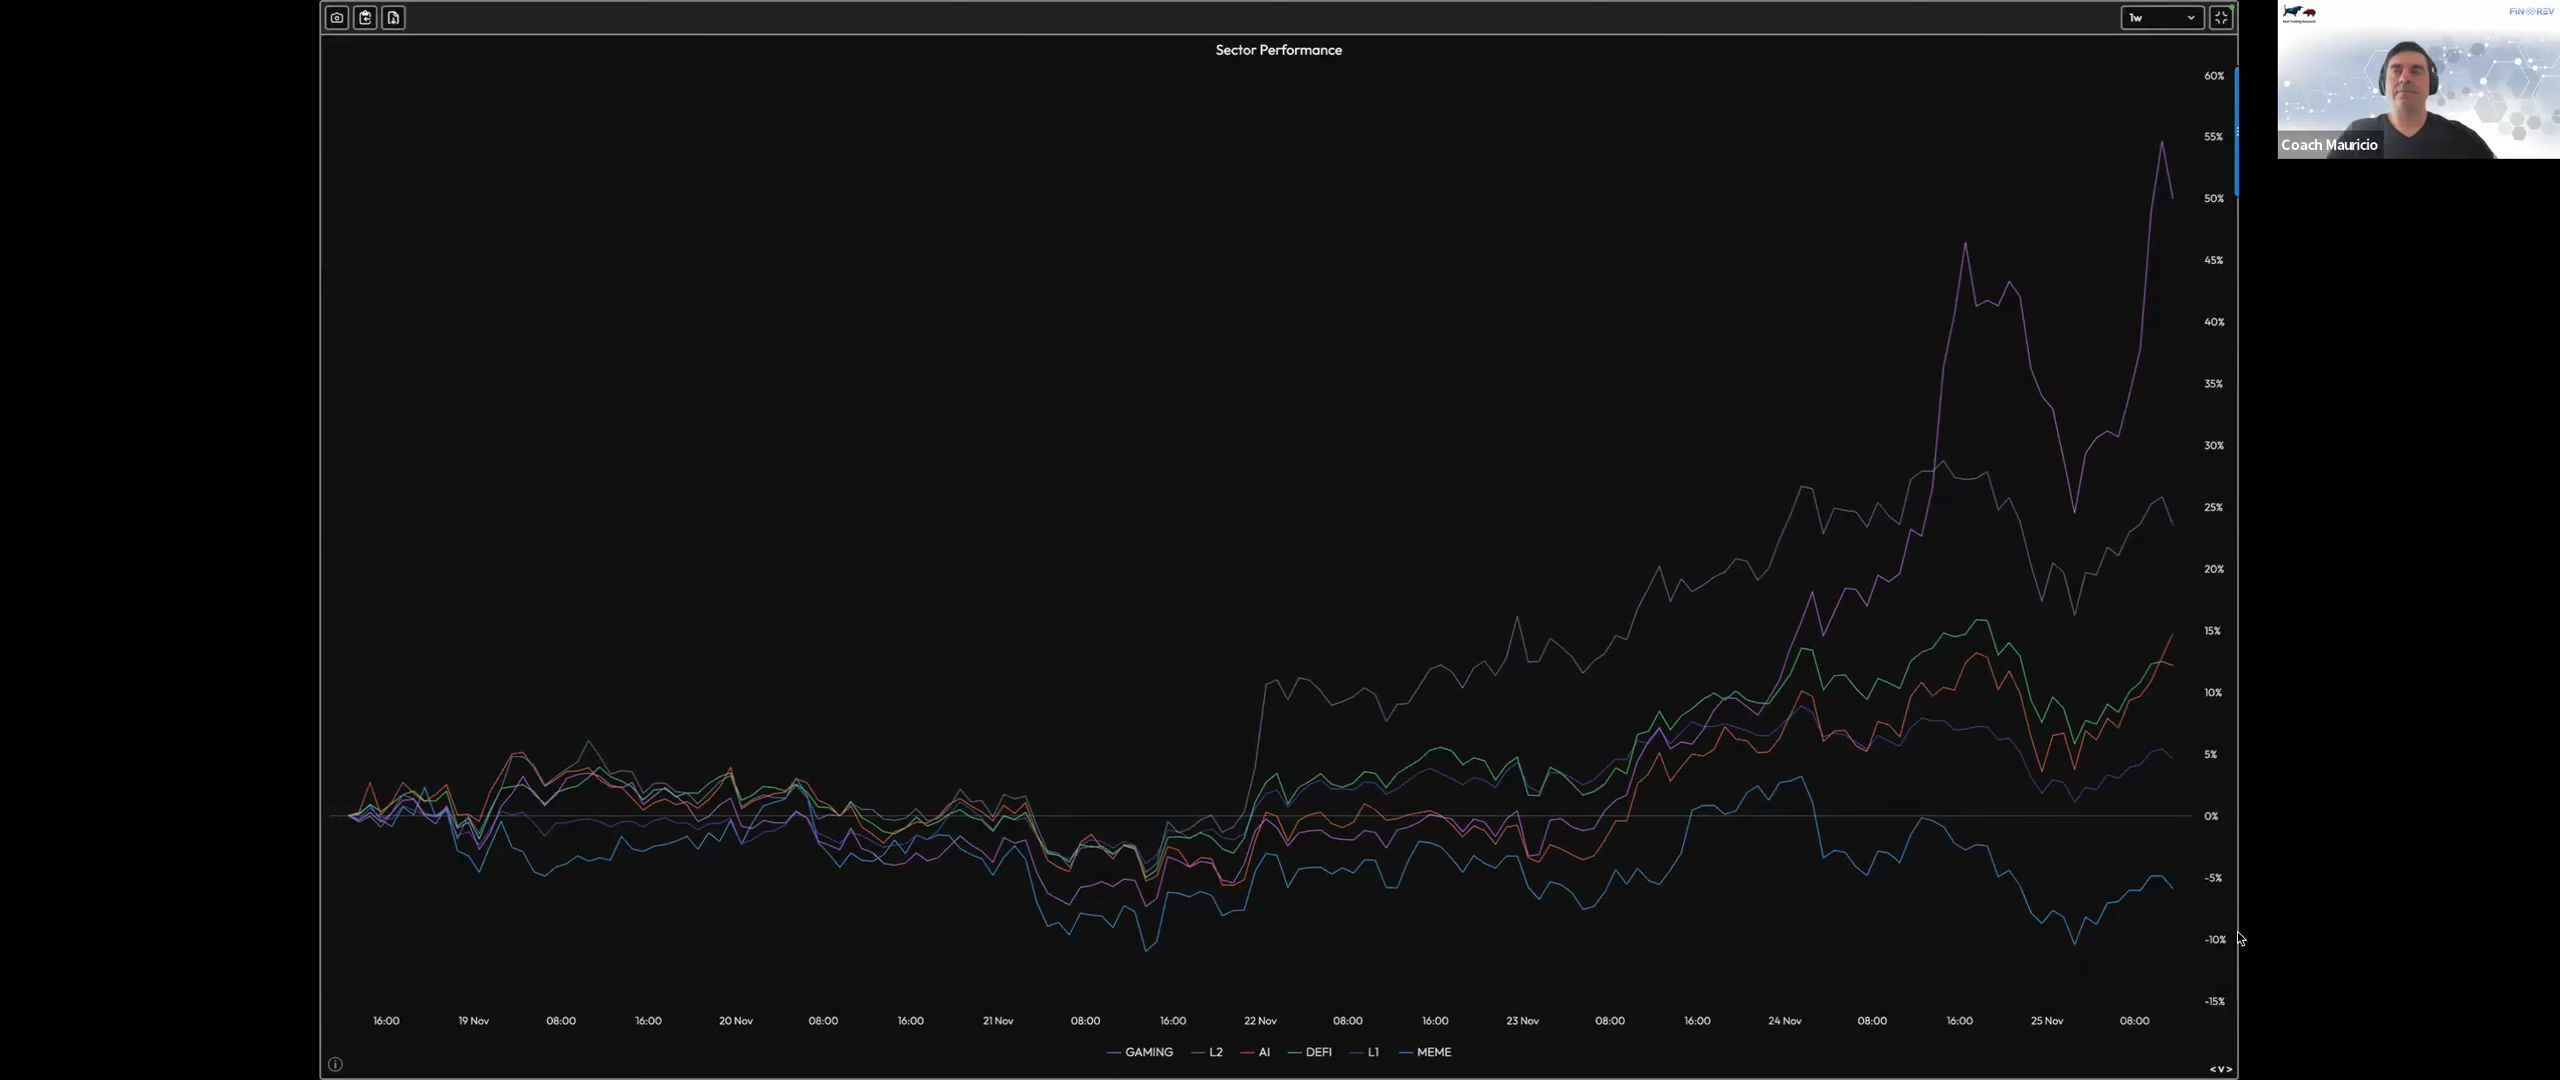 1w
Sector Performance
60%
55%
50%
45%
40%
35%
30%
25%
20%
15%
10%
5%
0%
-5%
-10%
-15%
16:00 19 Nov 08:00 16:00 20 Nov 08:00 16:00 21 Nov 08:00 16:00 22 Nov 08:00 16:00 23 Nov 08:00 16:00 24 Nov 08:00 16:00 25 Nov 08:00
GAMING L2 AI DEFI L1 MEME
<v>
Coach Mauricio